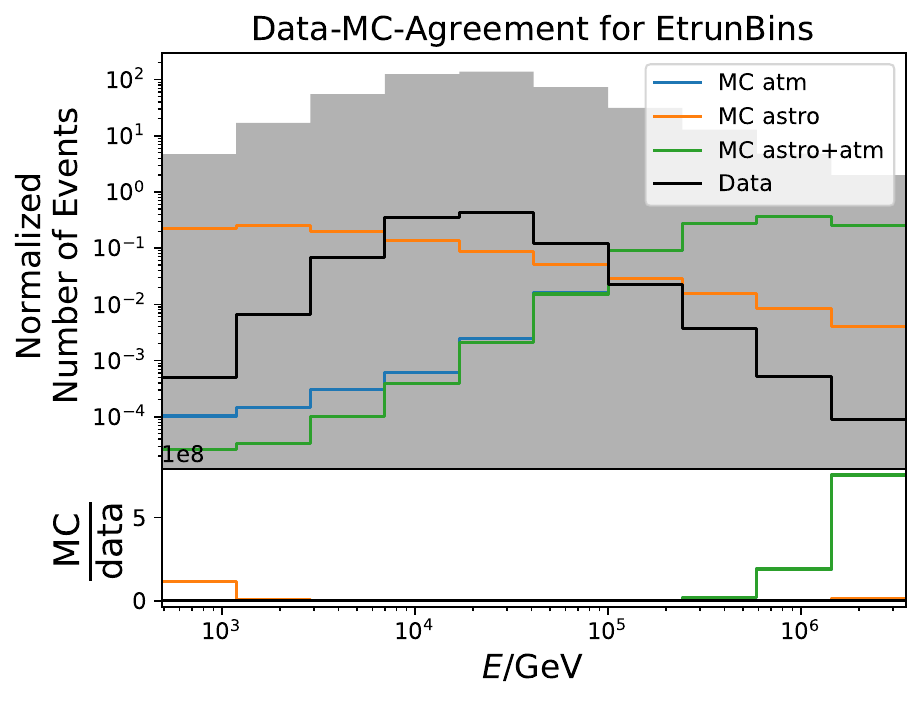 Data-MC-Agreement for EtrunBins
Normalized
Number of Events
10²
10¹
10⁰
10⁻¹
10⁻²
10⁻³
10⁻⁴
MC atm
MC astro
MC astro+atm
Data
1e8
MC
data
5
0
10³
10⁴
10⁵
10⁶
E/GeV